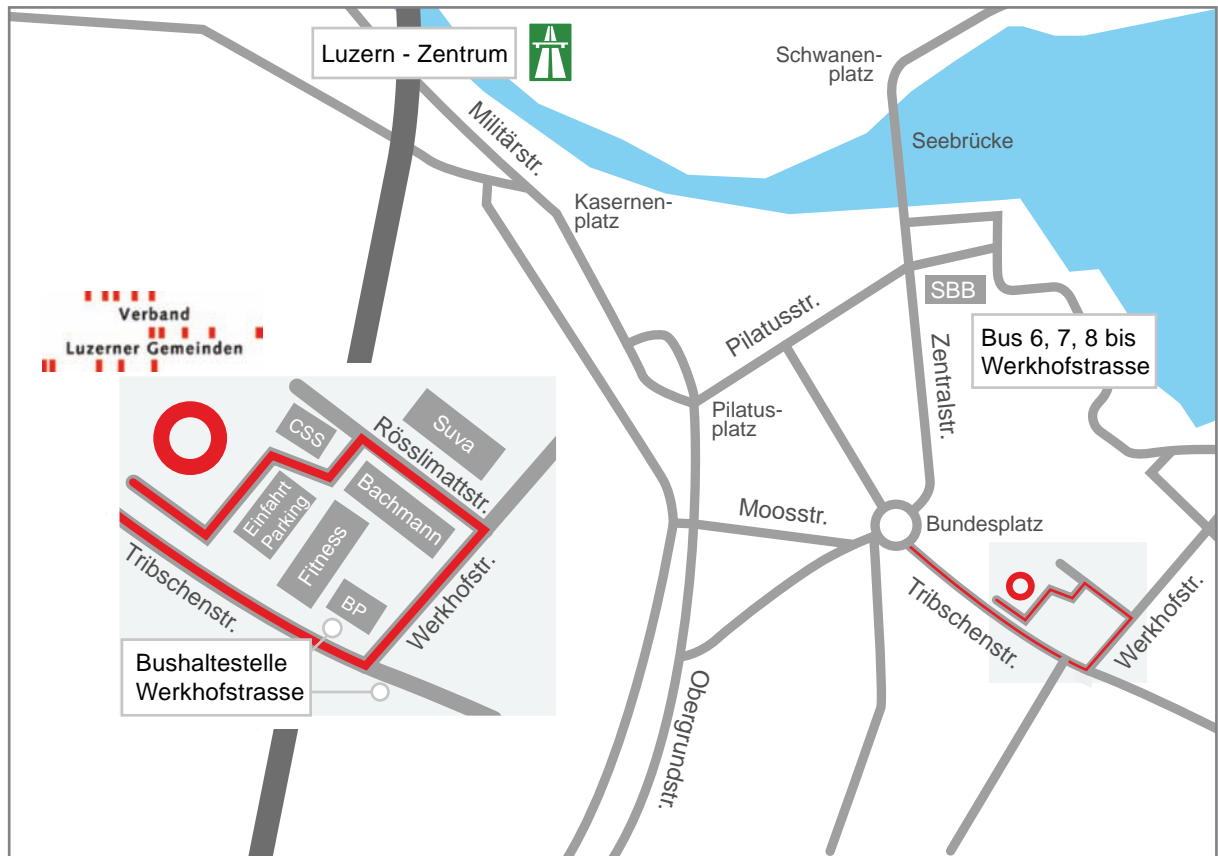 Luzern - Zentrum
Schwanen-
platz
Militärstr.
Seebrücke
Kasernen-
platz
SBB
Verband
Luzerner Gemeinden
Pilatusstr.
Zentralstr.
Bus 6, 7, 8 bis
Werkhofstrasse
Pilatus-
platz
CSS
Suva
Rösslimattstr.
Einfahrt
Parking
Bachmann
Fitness
BP
Tribschenstr.
Werkhofstr.
Bushaltestelle
Werkhofstrasse
Moosstr.
Bundesplatz
Tribschenstr.
Werkhofstr.
Obergrundstr.